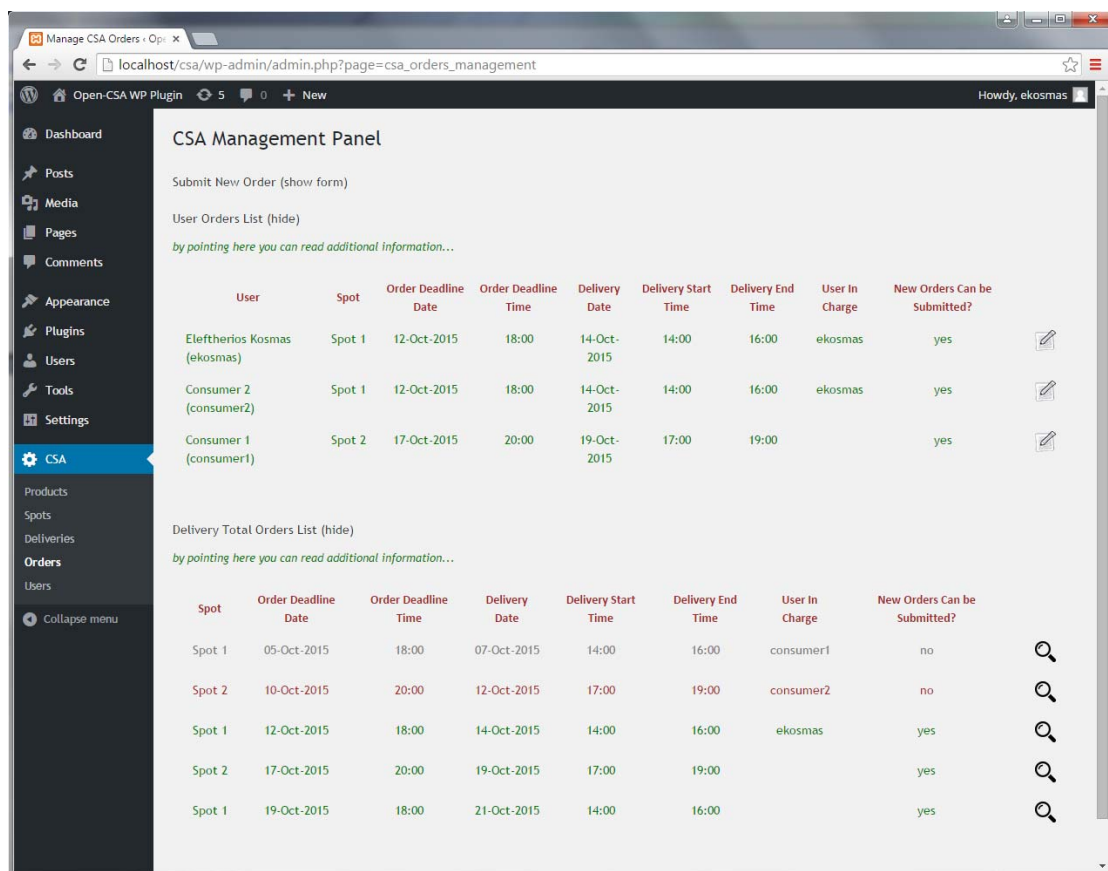 Manage CSA Orders ‹ Ope
localhost/csa/wp-admin/admin.php?page=csa_orders_management
Open-CSA WP Plugin 5 0 + New Howdy, ekosmas
Dashboard
Posts
Media
Pages
Comments
Appearance
Plugins
Users
Tools
Settings
CSA
Products
Spots
Deliveries
Orders
Users
Collapse menu
CSA Management Panel
Submit New Order (show form)
User Orders List (hide)
by pointing here you can read additional information...
User Spot Order Deadline Date Order Deadline Time Delivery Date Delivery Start Time Delivery End Time User In Charge New Orders Can be Submitted?
Eleftherios Kosmas (ekosmas) Spot 1 12-Oct-2015 18:00 14-Oct-2015 14:00 16:00 ekosmas yes
Consumer 2 (consumer2) Spot 1 12-Oct-2015 18:00 14-Oct-2015 14:00 16:00 ekosmas yes
Consumer 1 (consumer1) Spot 2 17-Oct-2015 20:00 19-Oct-2015 17:00 19:00 yes
Delivery Total Orders List (hide)
by pointing here you can read additional information...
Spot Order Deadline Date Order Deadline Time Delivery Date Delivery Start Time Delivery End Time User In Charge New Orders Can be Submitted?
Spot 1 05-Oct-2015 18:00 07-Oct-2015 14:00 16:00 consumer1 no
Spot 2 10-Oct-2015 20:00 12-Oct-2015 17:00 19:00 consumer2 no
Spot 1 12-Oct-2015 18:00 14-Oct-2015 14:00 16:00 ekosmas yes
Spot 2 17-Oct-2015 20:00 19-Oct-2015 17:00 19:00 yes
Spot 1 19-Oct-2015 18:00 21-Oct-2015 14:00 16:00 yes